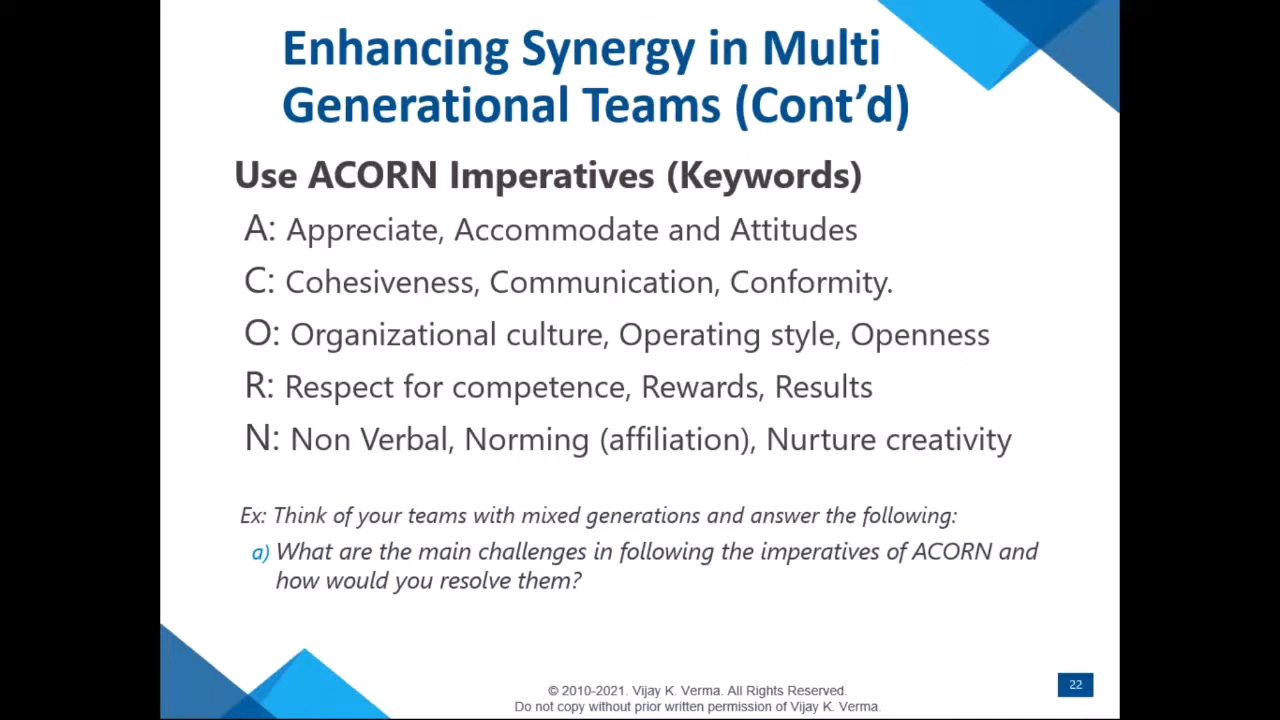 Enhancing Synergy in Multi
Generational Teams (Cont’d)
Use ACORN Imperatives (Keywords)
A: Appreciate, Accommodate and Attitudes
C: Cohesiveness, Communication, Conformity.
O: Organizational culture, Operating style, Openness
R: Respect for competence, Rewards, Results
N: Non Verbal, Norming (affiliation), Nurture creativity
Ex: Think of your teams with mixed generations and answer the following:
a) What are the main challenges in following the imperatives of ACORN and
how would you resolve them?
22
© 2010-2021. Vijay K. Verma. All Rights Reserved.
Do not copy without prior written permission of Vijay K. Verma.